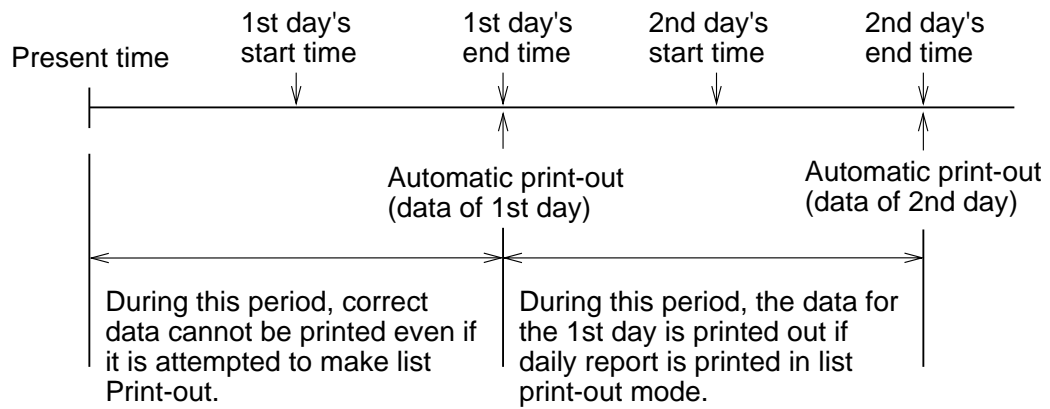 Present time
1st day's
start time
1st day's
end time
2nd day's
start time
2nd day's
end time
Automatic print-out
(data of 1st day)
Automatic print-out
(data of 2nd day)
During this period, correct
data cannot be printed even if
it is attempted to make list
Print-out.
During this period, the data for
the 1st day is printed out if
daily report is printed in list
print-out mode.